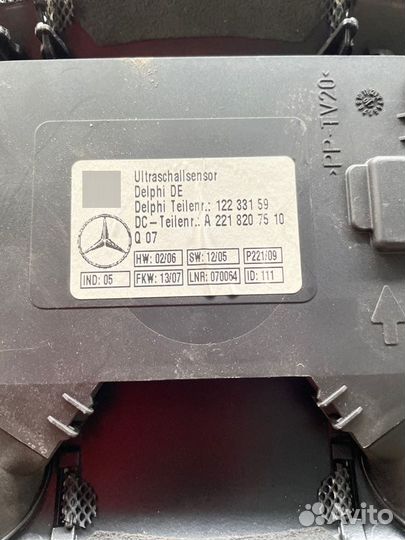 Ultraschallsensor
Delphi DE
Delphi Teilenr.: 122 331 59
DC-Teilenr.: A 221 820 75 10
Q 07
HW: 02/06 SW: 12/05 P221/09
IND: 05 FKW: 13/07 LNR: 070064 ID: 111
>PP-TV20<
Avito